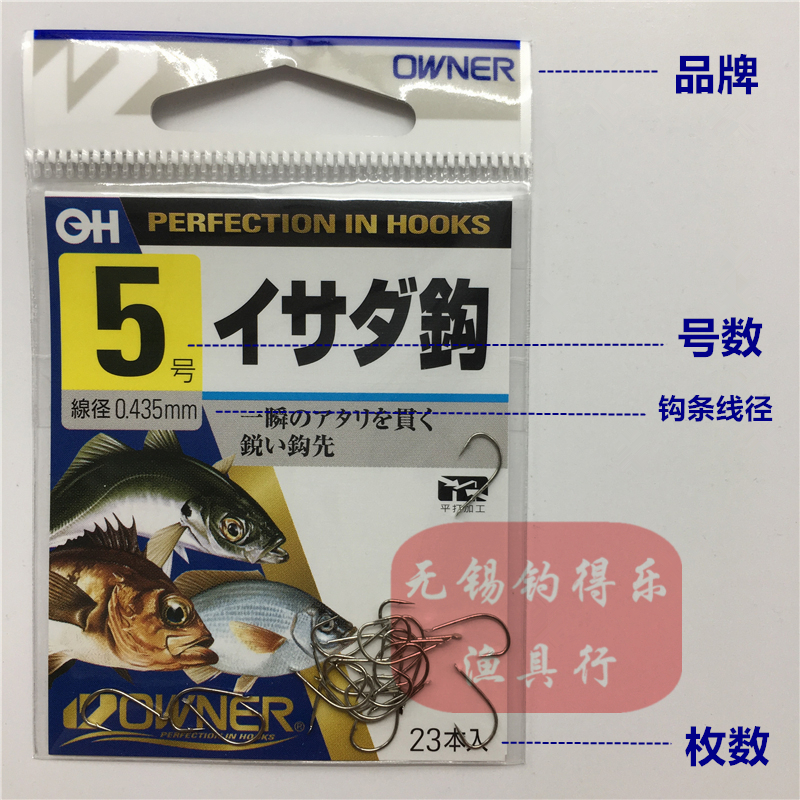 OWNER
品牌
OH PERFECTION IN HOOKS
5号
イサダ鈎
号数
線径 0.435mm
钩条线径
一瞬のアタリを貫く
鋭い鈎先
平打加工
无锡钓得乐
渔具行
OWNER®
PERFECTION IN HOOKS
23本入
枚数